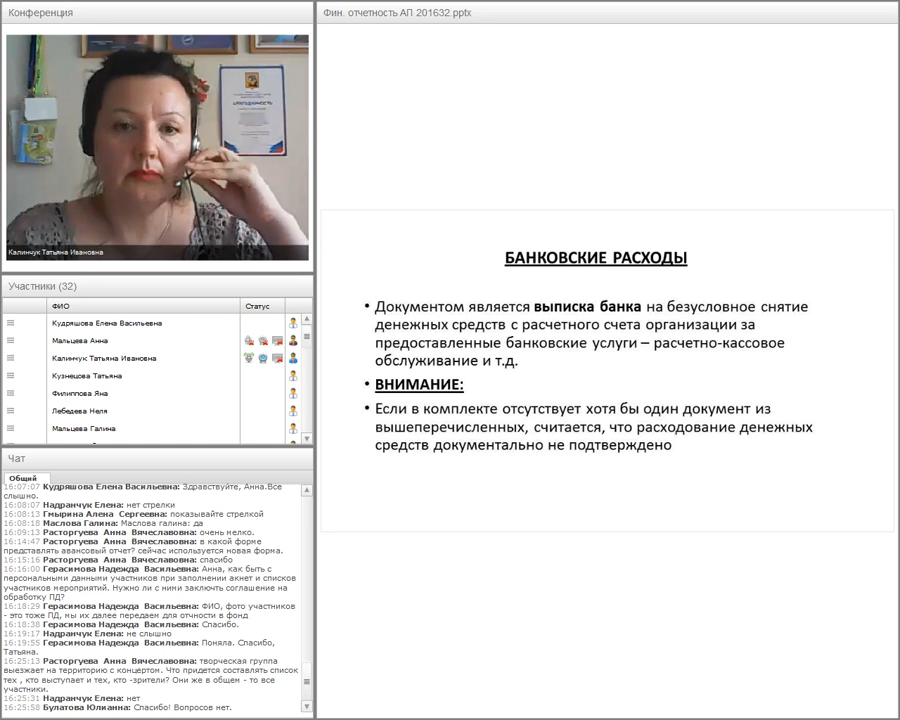 Конференция
БЛАГОДАРНОСТЬ
Калинчук Татьяна Ивановна
Участники (32)
ФИО
Статус
Кудряшова Елена Васильевна
Мальцева Анна
Калинчук Татьяна Ивановна
Кузнецова Татьяна
Филиппова Яна
Лебедева Неля
Мальцева Галина
Чат
Общий
16:07:07 Кудряшова Елена Васильевна: Здравствуйте, Анна.Все
слышно.
16:08:07 Надранчук Елена: нет стрелки
16:08:13 Гмырина Алена Сергеевна: показывайте стрелкой
16:08:18 Маслова Галина: Маслова галина: да
16:09:13 Расторгуева Анна Вячеславовна: очень мелко.
16:14:47 Расторгуева Анна Вячеславовна: в какой форме
представлять авансовый отчет? сейчас используется новая форма.
16:15:16 Расторгуева Анна Вячеславовна: спасибо
16:16:00 Герасимова Надежда Васильевна: Анна, как быть с
персональными данными участников при заполнении акнет и списков
участников мероприятий. Нужно ли с ними заключть соглашение на
обработку ПД?
16:18:29 Герасимова Надежда Васильевна: ФИО, фото участников
- это тоже ПД, мы их далее передаем для отчности в фонд
16:18:38 Герасимова Надежда Васильевна: Спасибо.
16:19:17 Надранчук Елена: не слышно
16:19:55 Герасимова Надежда Васильевна: Поняла. Спасибо,
Татьяна.
16:25:13 Расторгуева Анна Вячеславовна: творческая группа
выезжает на территорию с концертом. Что придется составлять список
тех , кто выступает и тех, кто -зрители? Они же в общем - то все
участники.
16:25:31 Надранчук Елена: нет
16:25:58 Булатова Юлианна: Спасибо! Вопросов нет.
Фин. отчетность АП 201632.pptx
БАНКОВСКИЕ РАСХОДЫ
• Документом является выписка банка на безусловное снятие
денежных средств с расчетного счета организации за
предоставленные банковские услуги – расчетно-кассовое
обслуживание и т.д.
• ВНИМАНИЕ:
• Если в комплекте отсутствует хотя бы один документ из
вышеперечисленных, считается, что расходование денежных
средств документально не подтверждено